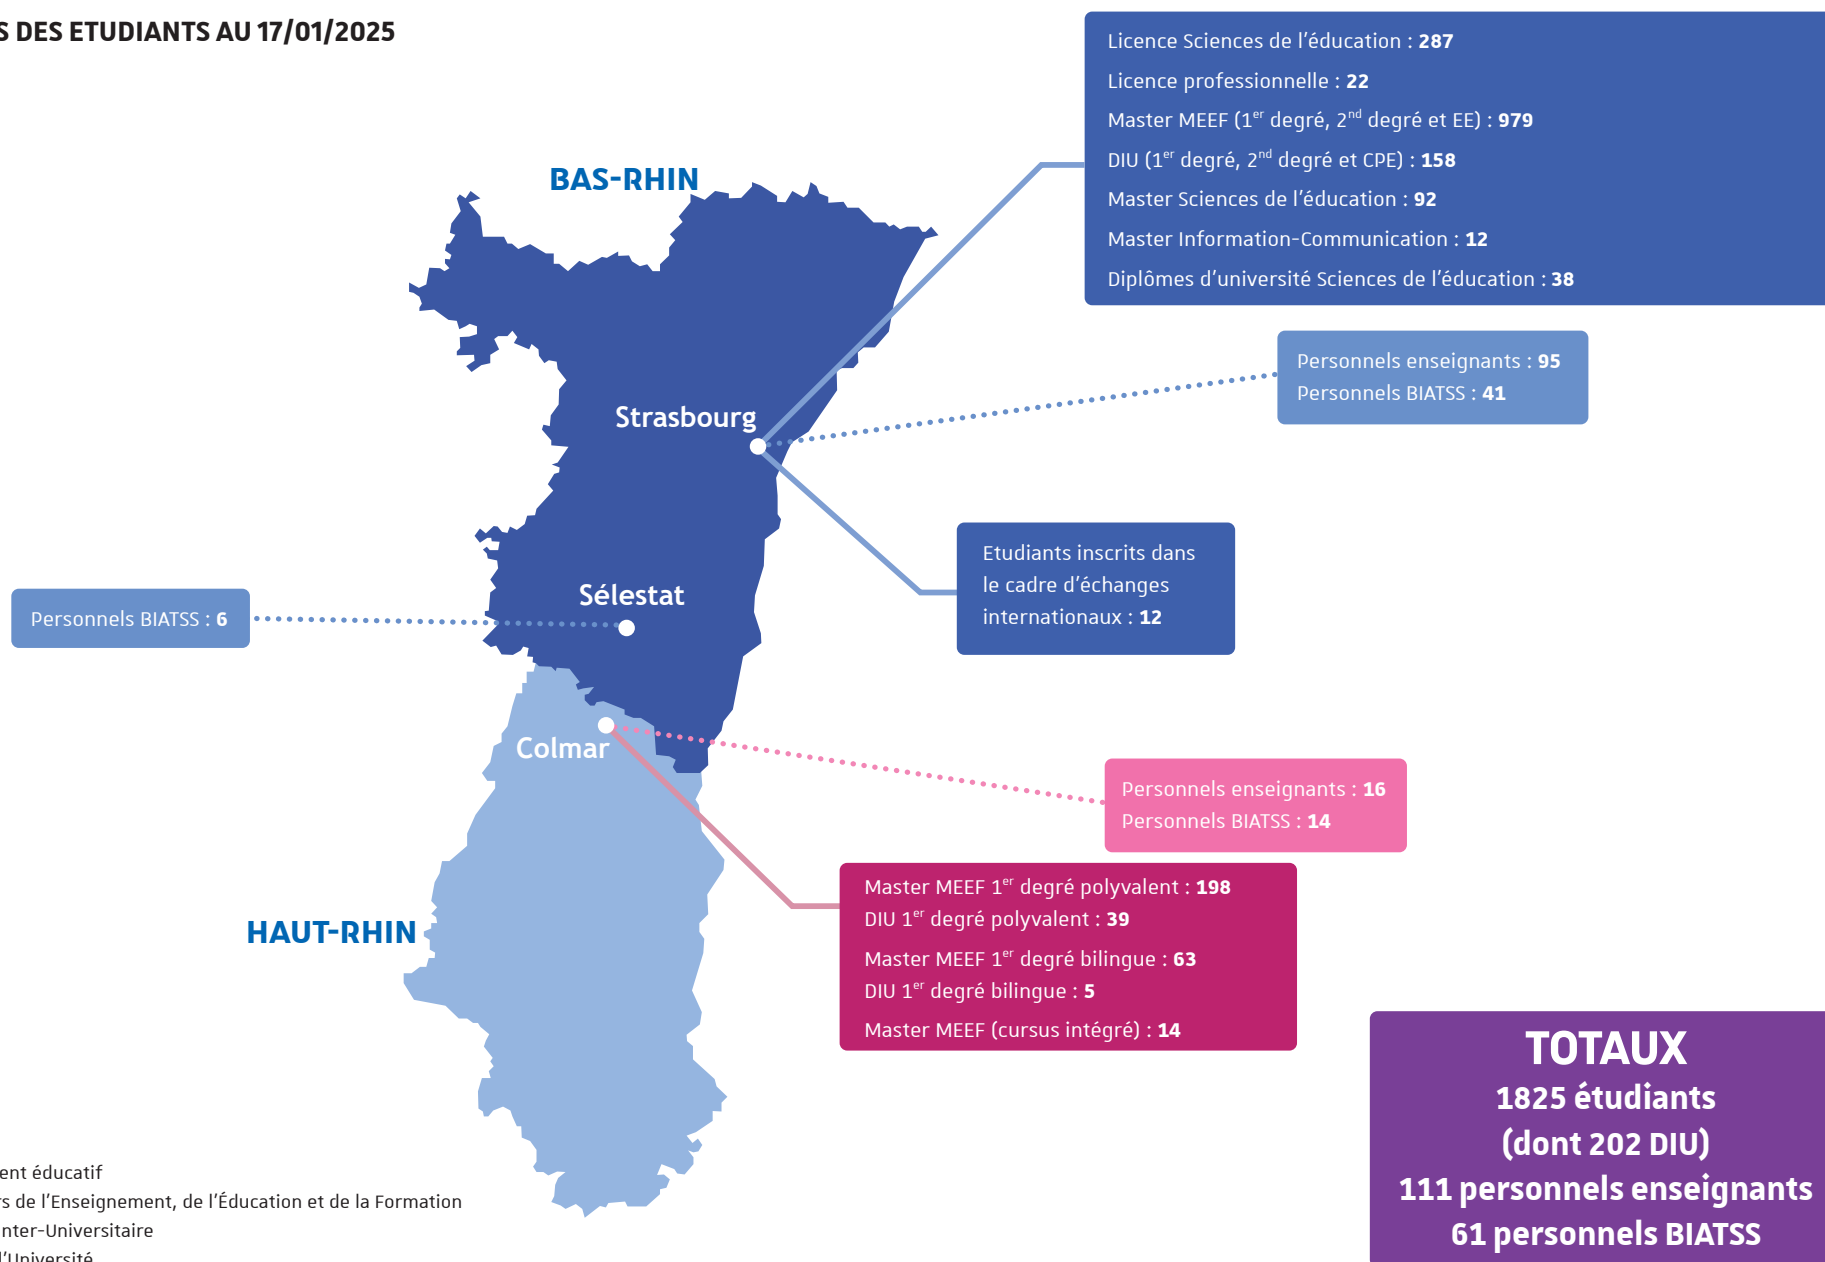 DES ETUDIANTS AU 17/01/2025
Licence Sciences de l'éducation : 287
Licence professionnelle : 22
Master MEEF (1er degré, 2nd degré et EE) : 979
DIU (1er degré, 2nd degré et CPE) : 158
Master Sciences de l'éducation : 92
Master Information-Communication : 12
Diplômes d'université Sciences de l'éducation : 38
BAS-RHIN
Personnels enseignants : 95
Personnels BIATSS : 41
Strasbourg
Etudiants inscrits dans
le cadre d'échanges
internationaux : 12
Sélestat
Personnels BIATSS : 6
Colmar
Personnels enseignants : 16
Personnels BIATSS : 14
HAUT-RHIN
Master MEEF 1er degré polyvalent : 198
DIU 1er degré polyvalent : 39
Master MEEF 1er degré bilingue : 63
DIU 1er degré bilingue : 5
Master MEEF (cursus intégré) : 14
TOTAUX
1825 étudiants
(dont 202 DIU)
111 personnels enseignants
61 personnels BIATSS
éducatif
de l'Enseignement, de l'Éducation et de la Formation
nter-Universitaire
l'Université